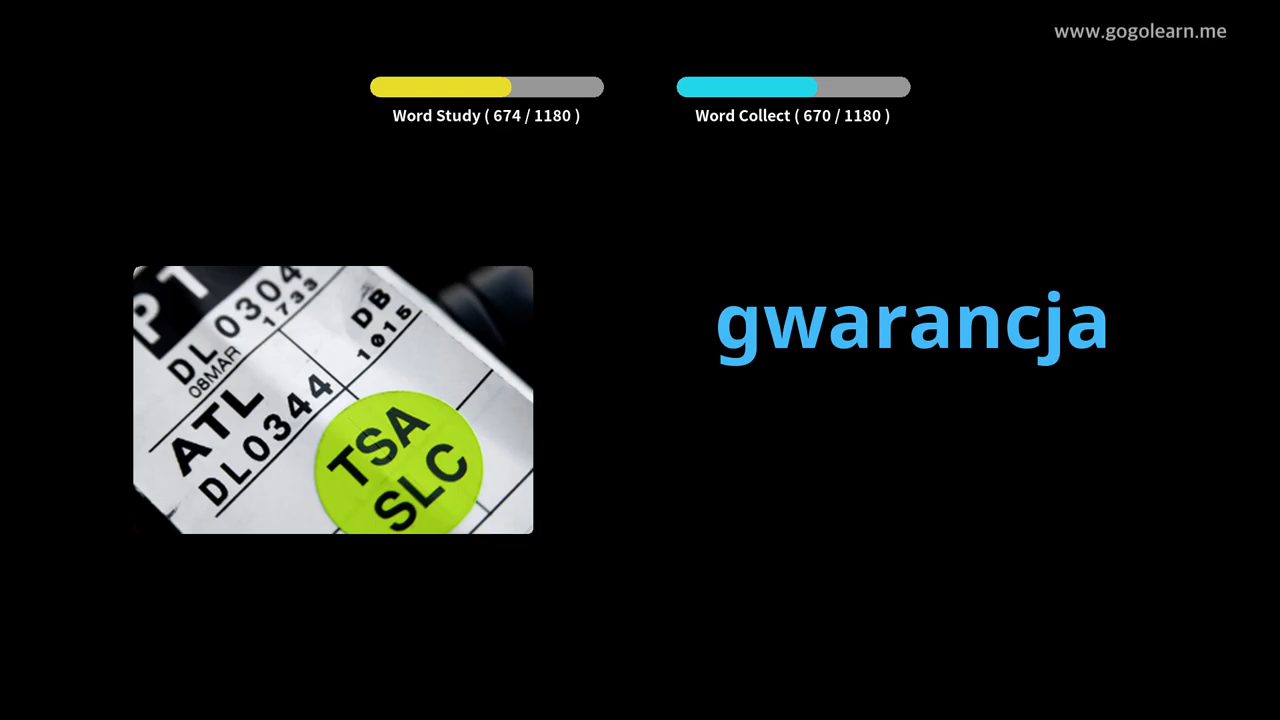 www.gogolearn.me
Word Study ( 674 / 1180 )
Word Collect ( 670 / 1180 )
P1
DL0304
1733
08MAR
DB
1015
ATL
DL0344
TSA
SLC
gwarancja